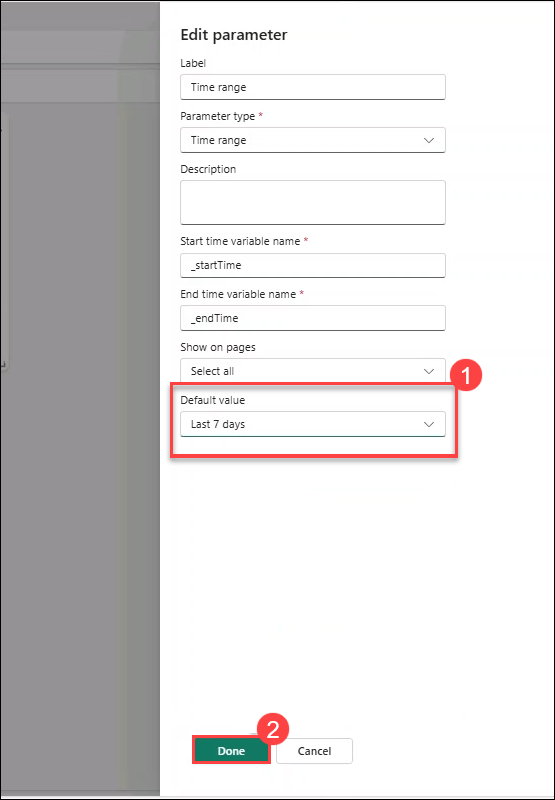 Edit parameter
Label
Time range
Parameter type *
Time range
Description
Start time variable name *
_startTime
End time variable name *
_endTime
Show on pages
Select all
1
Default value
Last 7 days
2
Done
Cancel